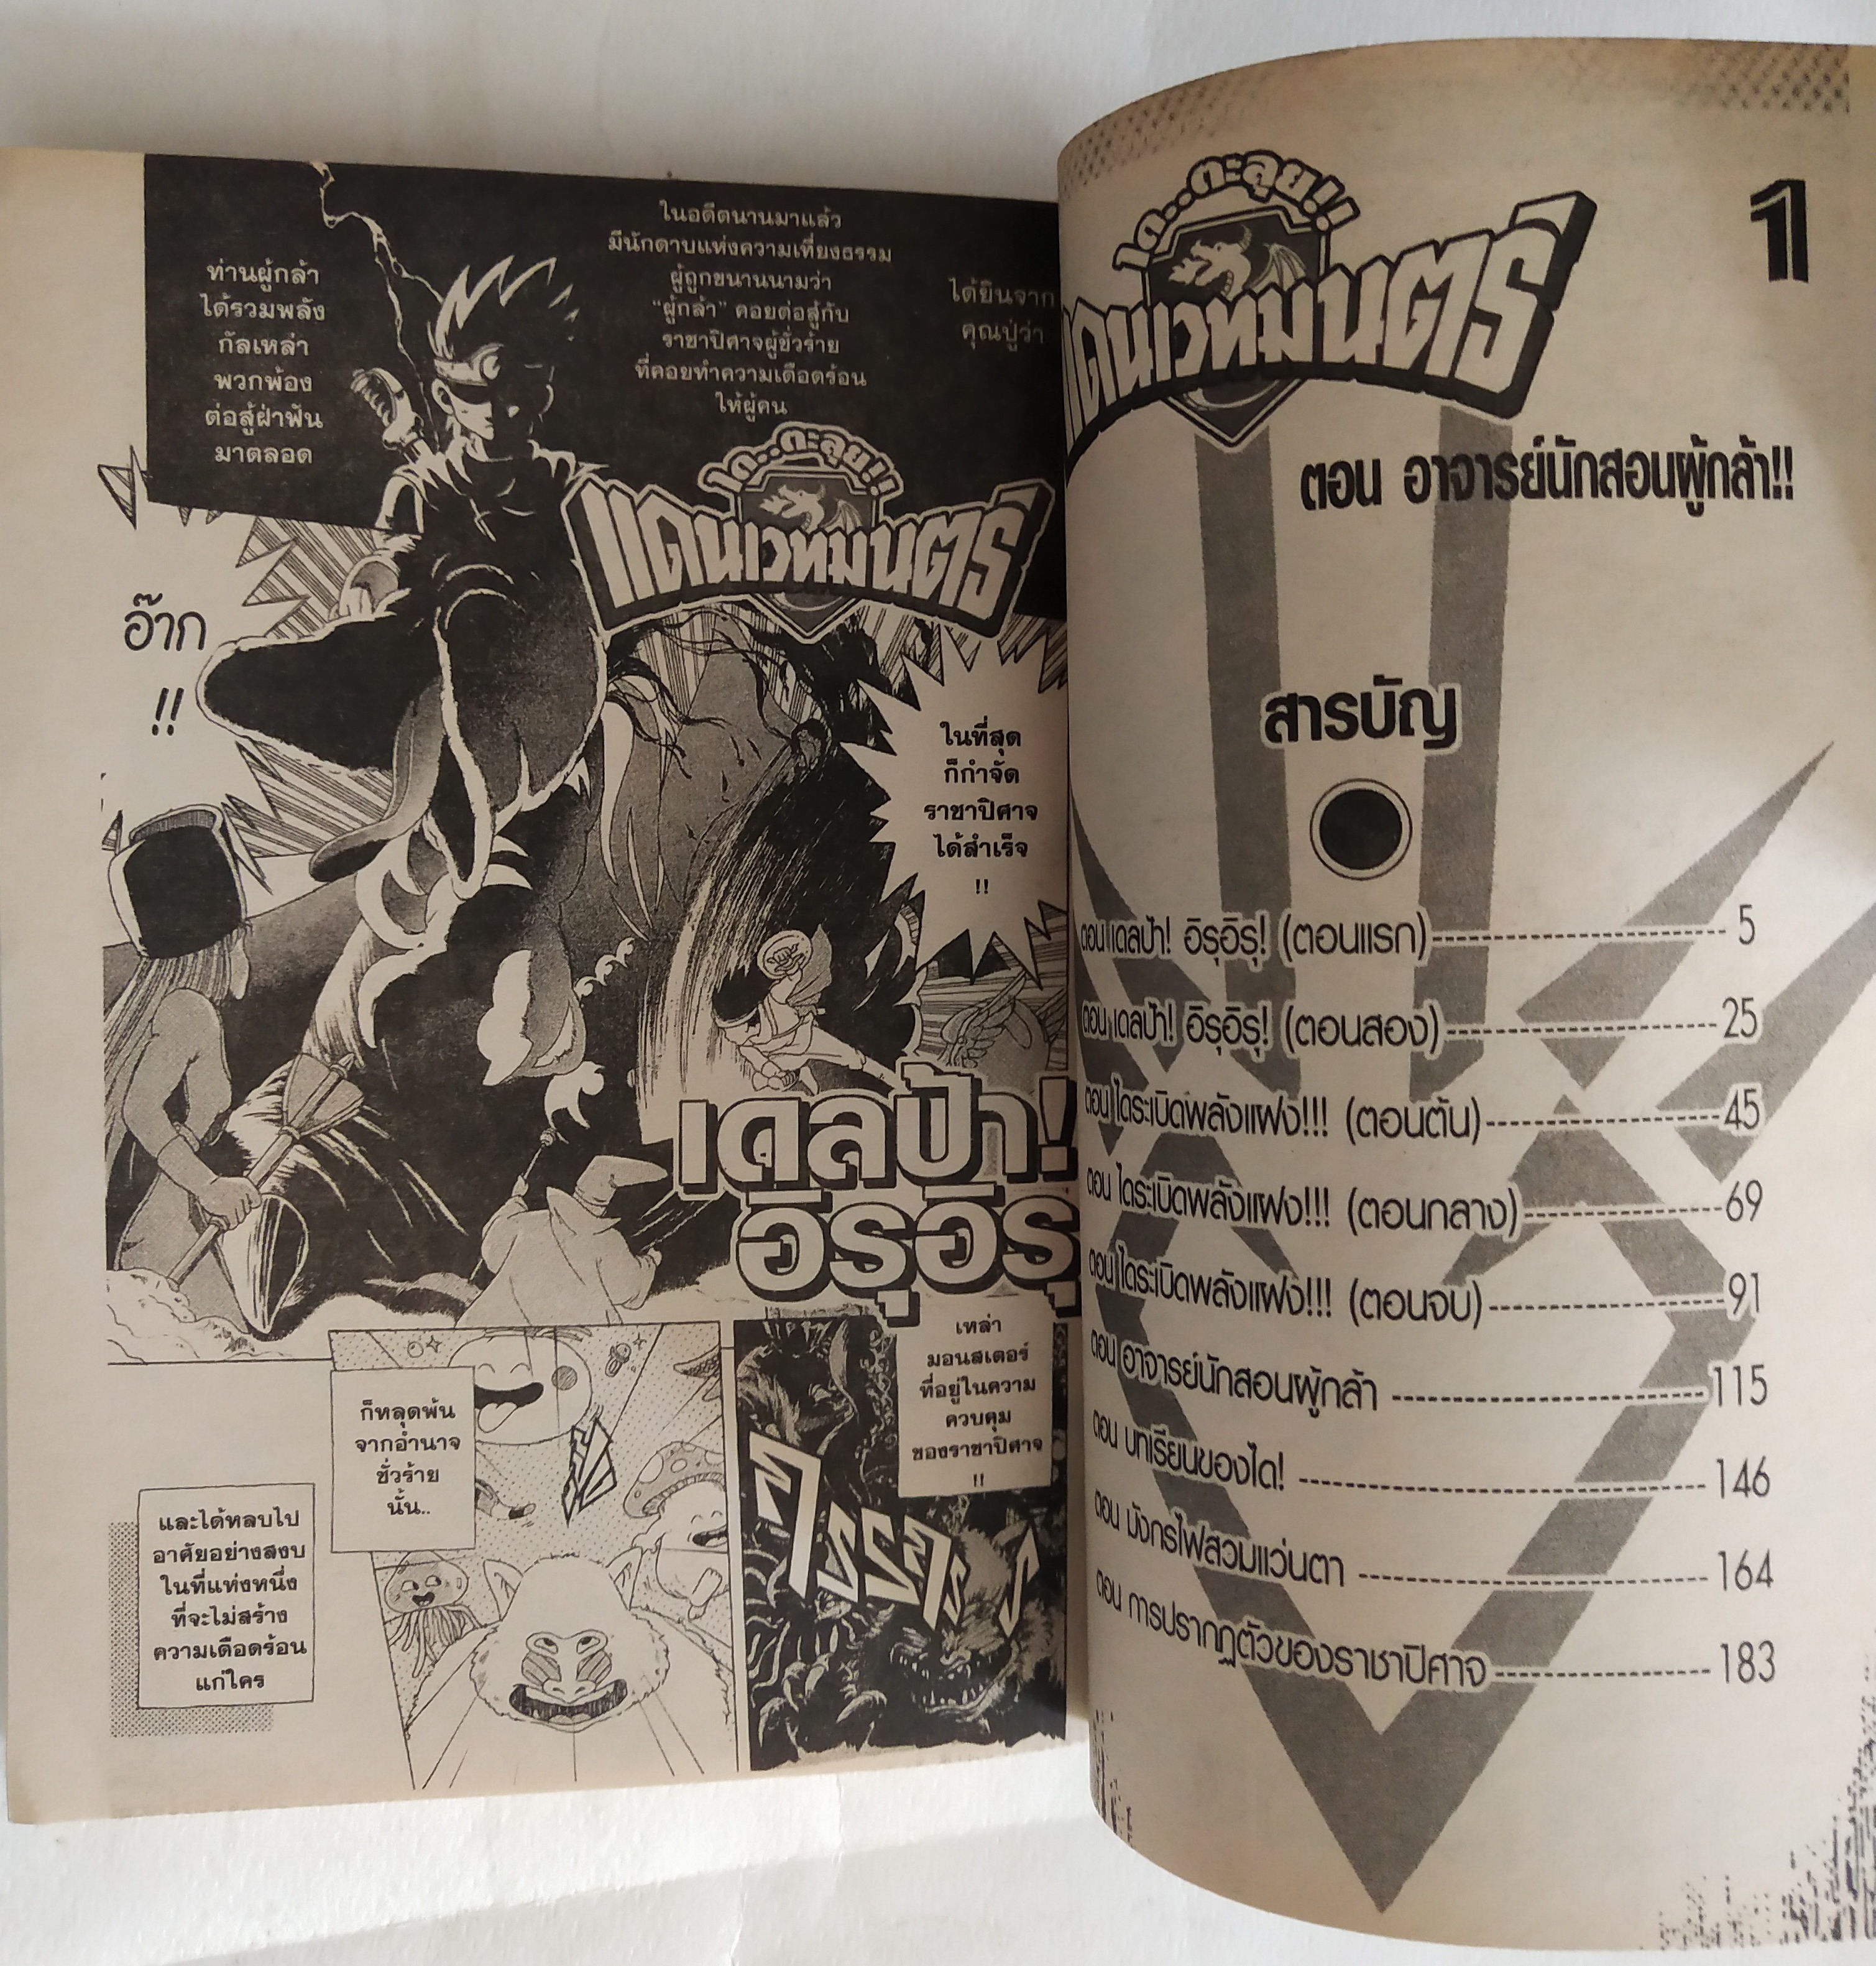 ได้ยินจาก
คุณปู่ว่า
ในอดีตนานมาแล้ว
มีนักดาบแห่งความเที่ยงธรรม
ผู้ถูกขนานนามว่า
“ผู้กล้า” คอยต่อสู้กับ
ราชาปิศาจผู้ชั่วร้าย
ที่คอยทำความเดือดร้อน
ให้ผู้คน
ท่านผู้กล้า
ได้รวมพลัง
กัลเหล่า
พวกพ้อง
ต่อสู้ฝ่าฟัน
มาตลอด
ได..ตะลุย!!
แดนเวทมนตร์
ในที่สุด
ก็กำจัด
ราชาปิศาจ
ได้สำเร็จ
!!
อ๊าก
!!
เดลป้า!
อิรุอิรุ
เหล่า
มอนสเตอร์
ที่อยู่ในความ
ควบคุม
ของราชาปิศาจ
!!
ก็หลุดพ้น
จากอำนาจ
ชั่วร้าย
นั้น..
และได้หลบไป
อาศัยอย่างสงบ
ในที่แห่งหนึ่ง
ที่จะไม่สร้าง
ความเดือดร้อน
แก่ใคร
ได..ตะลุย!!
แดนเวทมนตร์
1
ตอน อาจารย์นักสอนผู้กล้า!!
สารบัญ
ตอน เดลป้า! อิรุอิรุ! (ตอนแรก)-------------------- 5
ตอน เดลป้า! อิรุอิรุ! (ตอนสอง)-------------------- 25
ตอน ไดระเบิดพลังแฝง!!! (ตอนต้น)-----------------45
ตอน ไดระเบิดพลังแฝง!!! (ตอนกลาง)---------------69
ตอน ไดระเบิดพลังแฝง!!! (ตอนจบ)-----------------91
ตอน อาจารย์นักสอนผู้กล้า -----------------------115
ตอน บทเรียนของได! ------------------------------ 146
ตอน มังกรไฟสวมแว่นตา -------------------------- 164
ตอน การปรากฏตัวของราชาปิศาจ---------------- 183